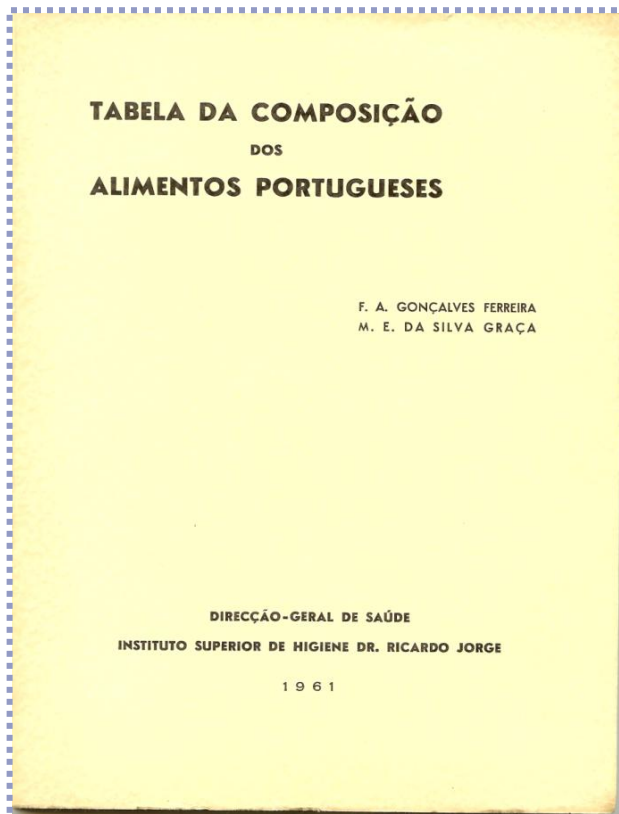 TABELA DA COMPOSIÇÃO
DOS
ALIMENTOS PORTUGUESES
F. A. GONÇALVES FERREIRA
M. E. DA SILVA GRAÇA
DIRECÇÃO-GERAL DE SAÚDE
INSTITUTO SUPERIOR DE HIGIENE DR. RICARDO JORGE
1961